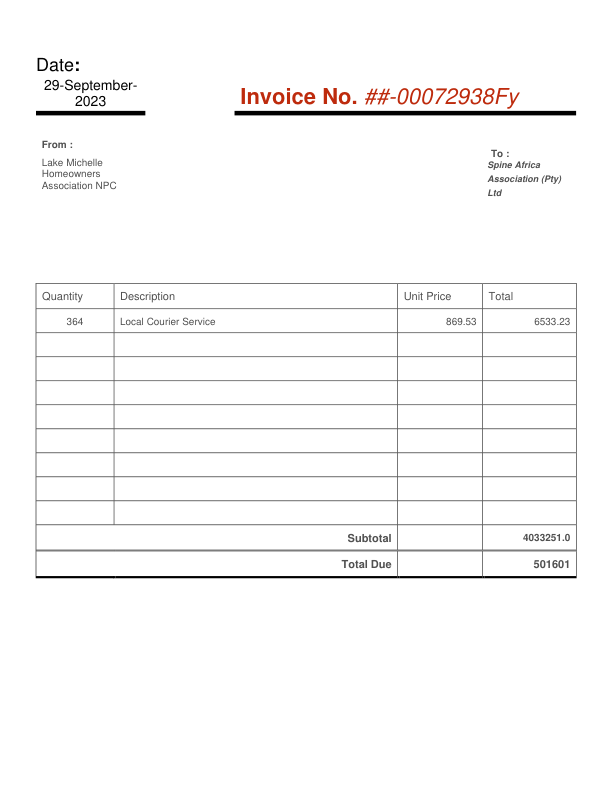 Date:
29-September-
2023
Invoice No. ##-00072938Fy
From :
Lake Michelle
Homeowners
Association NPC
To :
Spine Africa
Association (Pty)
Ltd
Quantity Description Unit Price Total
364 Local Courier Service 869.53 6533.23
Subtotal 4033251.0
Total Due 501601